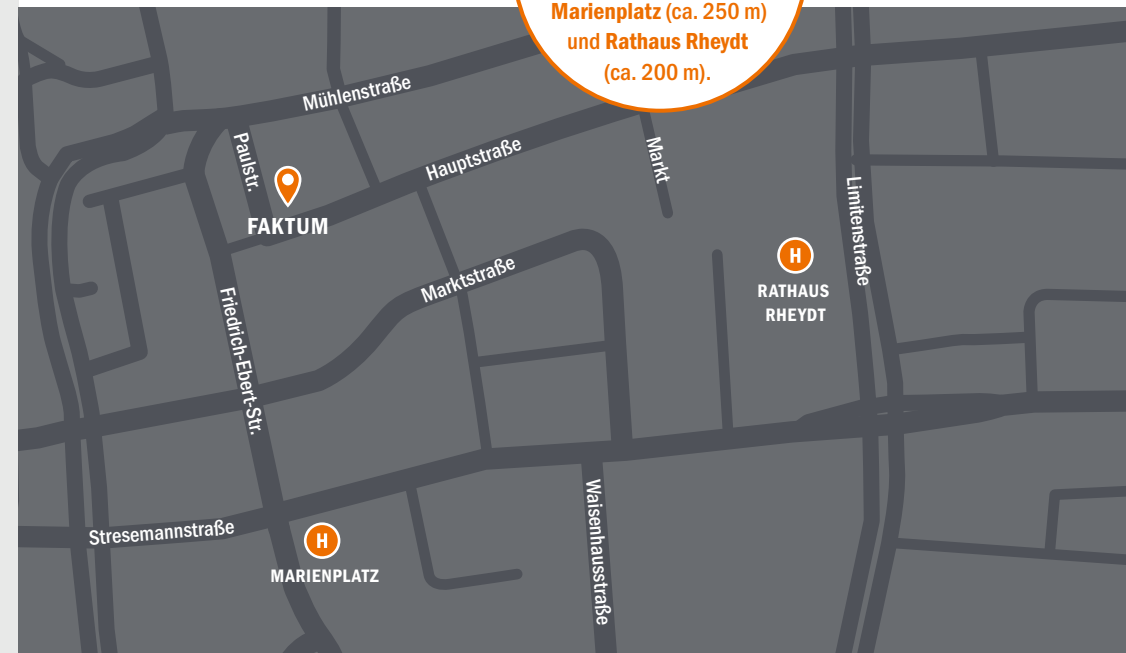 Marienplatz (ca. 250 m)
und Rathaus Rheydt
(ca. 200 m).
Mühlenstraße
Paulstr.
Hauptstraße
Markt
FAKTUM
Limitenstraße
H
RATHAUS
RHEYDT
Marktstraße
Friedrich-Ebert-Str.
Waisenhausstraße
Stresemannstraße
H
MARIENPLATZ